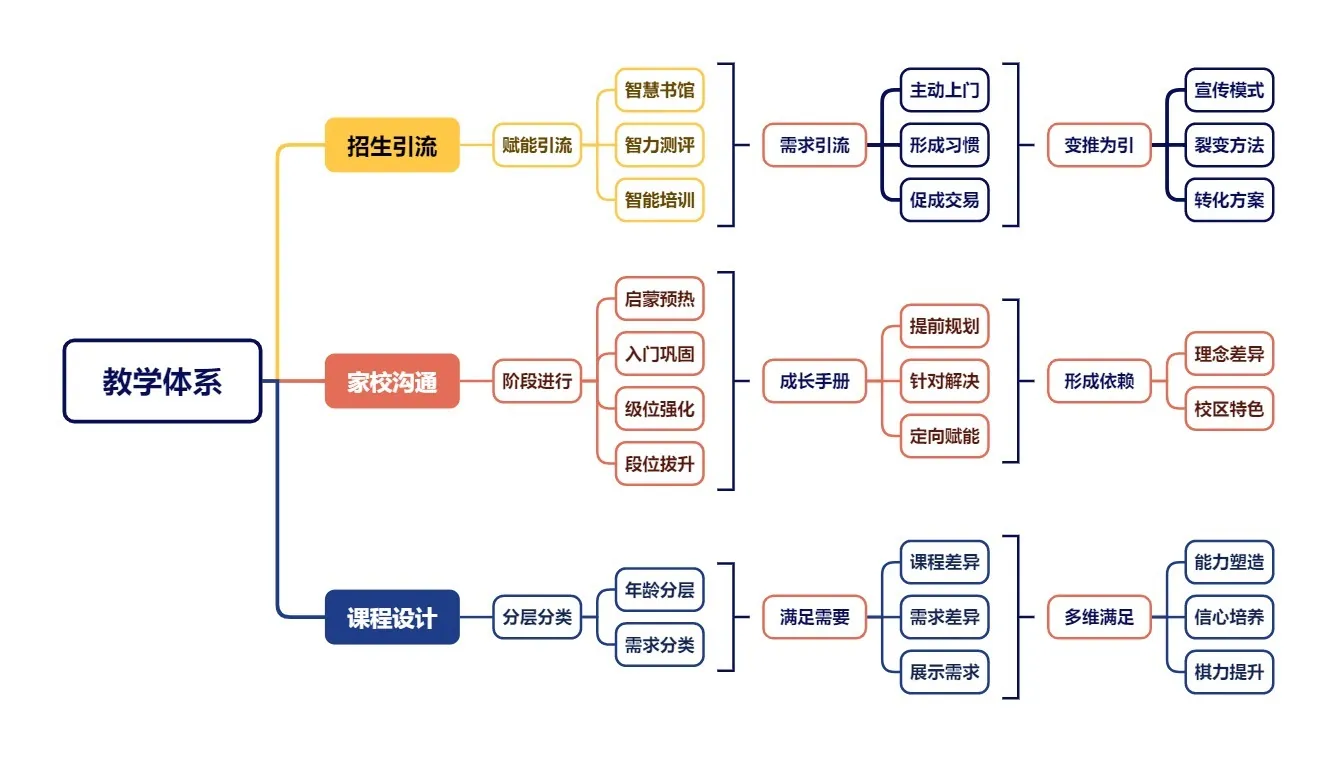 教学体系
招生引流
赋能引流
智慧书馆
智力测评
智能培训
需求引流
主动上门
形成习惯
促成交易
变推为引
宣传模式
裂变方法
转化方案
家校沟通
阶段进行
启蒙预热
入门巩固
级位强化
段位拔升
成长手册
提前规划
针对解决
定向赋能
形成依赖
理念差异
校区特色
课程设计
分层分类
年龄分层
需求分类
满足需要
课程差异
需求差异
展示需求
多维满足
能力塑造
信心培养
棋力提升